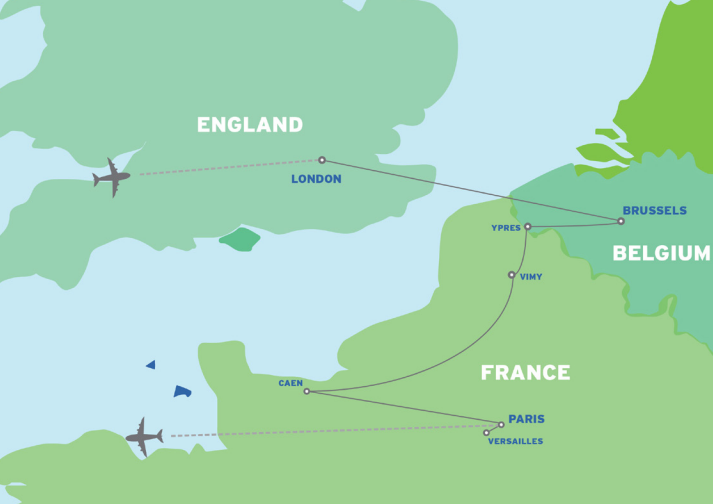 ENGLAND
LONDON
BRUSSELS
YPRES
BELGIUM
VIMY
FRANCE
CAEN
PARIS
VERSAILLES